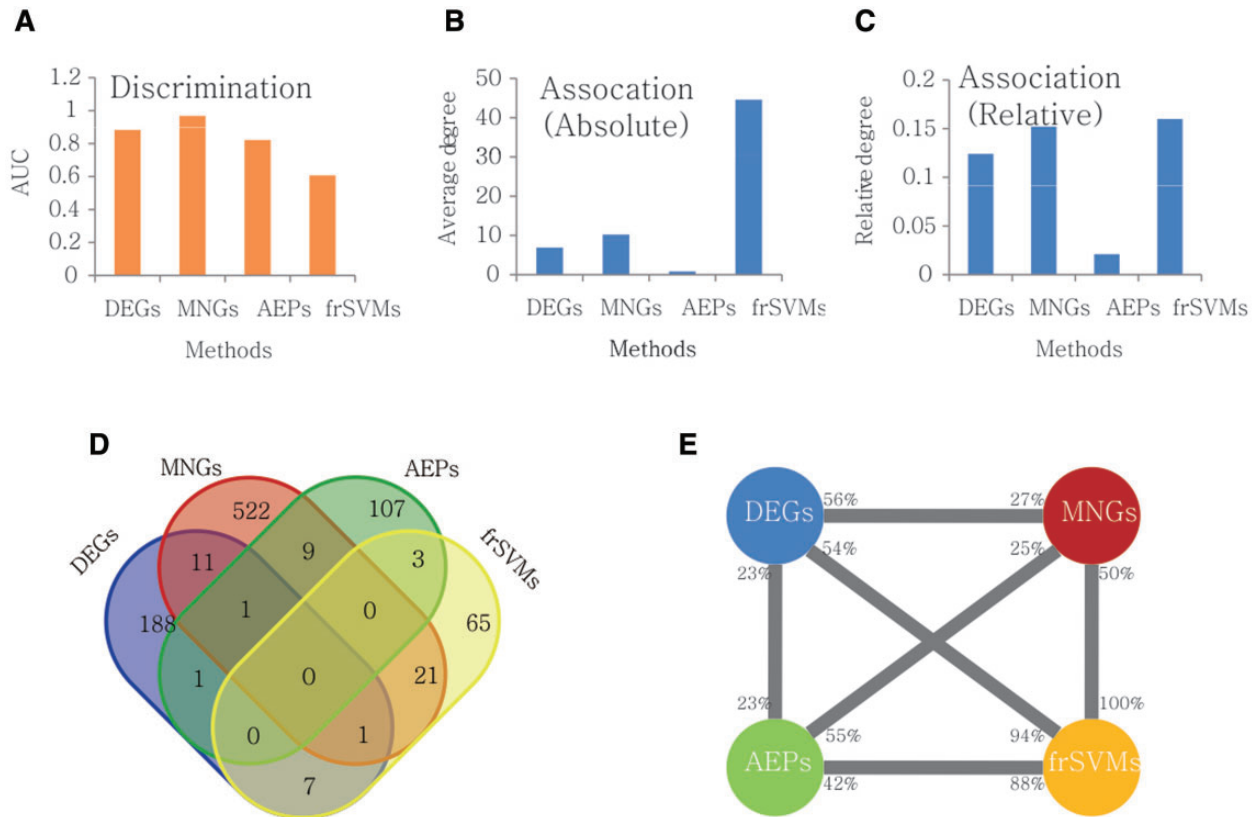 A
1.2
1
0.8
0.6
0.4
0.2
0
AUC
Discrimination
DEGs MNGs AEPs frSVMs
Methods
B
50
40
30
20
10
0
Average degree
Assocation
(Absolute)
DEGs MNGs AEPs frSVMs
Methods
C
0.2
0.15
0.1
0.05
0
Relative degree
Association
(Relative)
DEGs MNGs AEPs frSVMs
Methods
D
MNGs AEPs
DEGs frSVMs
522 107
11 9 3
188 1 0 65
1 0 21
0 1
7
E
DEGs 56% 27% MNGs
54% 25%
23% 50%
23% 100%
55% 94%
AEPs frSVMs
42% 88%